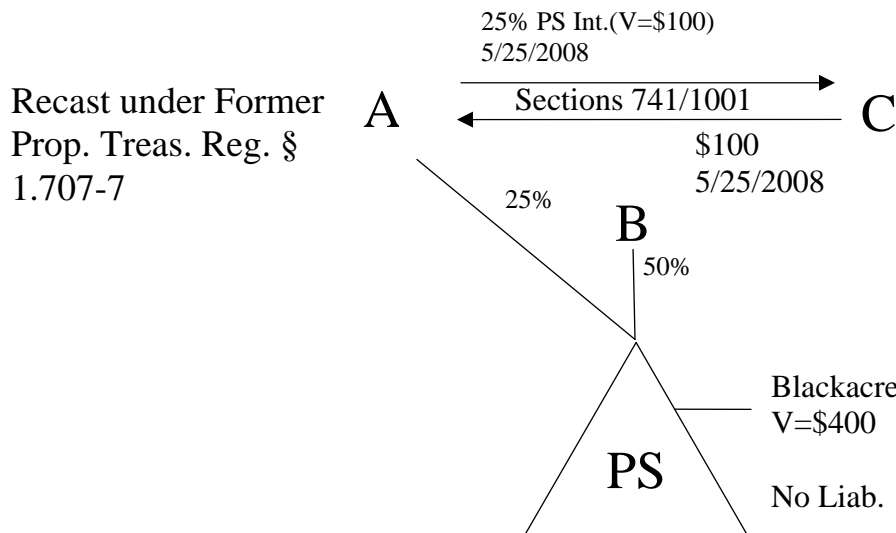 25% PS Int.(V=$100)
5/25/2008
Recast under Former
Prop. Treas. Reg. §
1.707-7
A
Sections 741/1001
C
$100
5/25/2008
25%
B
50%
Blackacre
V=$400
PS
No Liab.